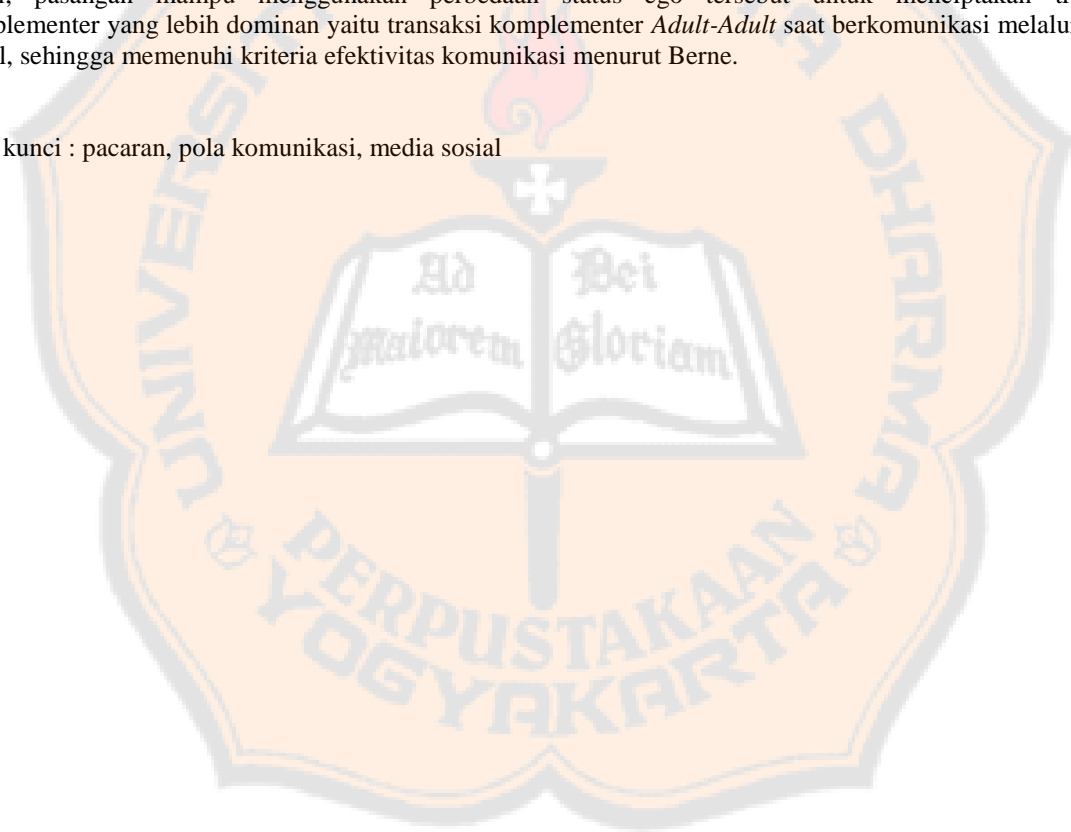 pasangan mampu menggunakan perbedaan status ego tersebut untuk menciptakan
plementer yang lebih dominan yaitu transaksi komplementer Adult-Adult saat berkomunikasi melalu
l, sehingga memenuhi kriteria efektivitas komunikasi menurut Berne.
kunci : pacaran, pola komunikasi, media sosial
UNIVERSI
A DHARMA
Ad Dei
Maiorem Gloriam
PERPUSTAKAAN
YOGYAKARTA